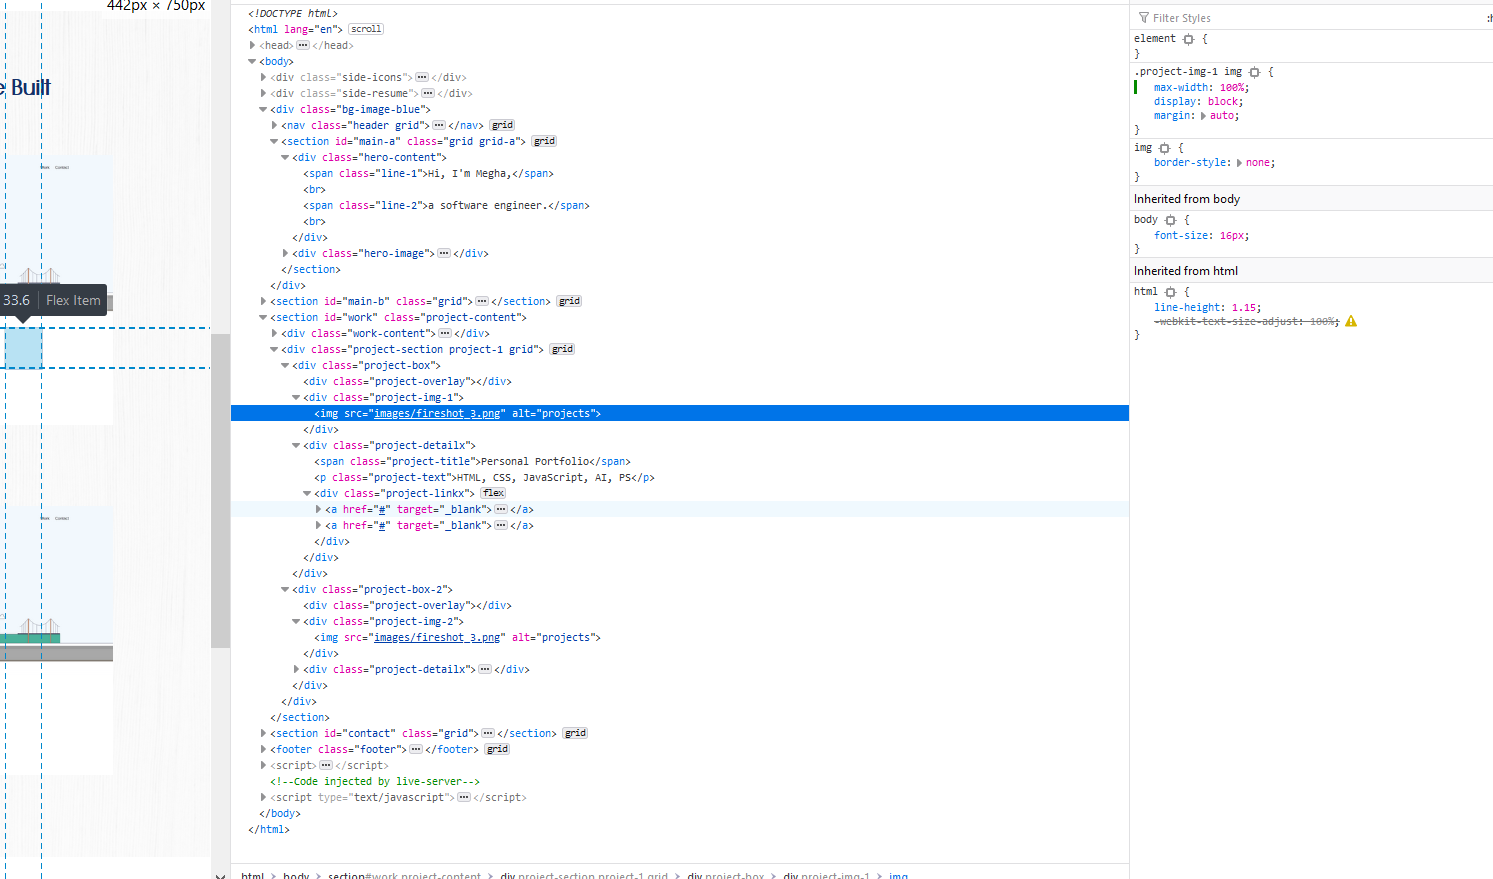 442px × 750px
e Built
Work Contact
33.6 Flex Item
Work Contact
<!DOCTYPE html>
<html lang="en"> scroll
<head> ••• </head>
<body>
<div class="side-icons"> ••• </div>
<div class="side-resume"> ••• </div>
<div class="bg-image-blue">
<nav class="header grid"> ••• </nav> grid
<section id="main-a" class="grid grid-a"> grid
<div class="hero-content">
<span class="line-1">Hi, I'm Megha,</span>
<br>
<span class="line-2">a software engineer.</span>
<br>
</div>
<div class="hero-image"> ••• </div>
</section>
</div>
<section id="main-b" class="grid"> ••• </section> grid
<section id="work" class="project-content">
<div class="work-content"> ••• </div>
<div class="project-section project-1 grid"> grid
<div class="project-box">
<div class="project-overlay"></div>
<div class="project-img-1">
<img src="images/fireshot_3.png" alt="projects">
</div>
<div class="project-detailx">
<span class="project-title">Personal Portfolio</span>
<p class="project-text">HTML, CSS, JavaScript, AI, PS</p>
<div class="project-linkx"> flex
<a href="#" target="_blank"> ••• </a>
<a href="#" target="_blank"> ••• </a>
</div>
</div>
</div>
<div class="project-box-2">
<div class="project-overlay"></div>
<div class="project-img-2">
<img src="images/fireshot_3.png" alt="projects">
</div>
<div class="project-detailx"> ••• </div>
</div>
</div>
</section>
<section id="contact" class="grid"> ••• </section> grid
<footer class="footer"> ••• </footer> grid
<script> ••• </script>
<!--Code injected by live-server-->
<script type="text/javascript"> ••• </script>
</body>
</html>
html > body > section#work.project-content > div.project-section.project-1.grid > div.project-box > div.project-img-1 > img
Filter Styles :h
element {
}
.project-img-1 img {
max-width: 100%;
display: block;
margin: auto;
}
img {
border-style: none;
}
Inherited from body
body {
font-size: 16px;
}
Inherited from html
html {
line-height: 1.15;
-webkit-text-size-adjust: 100%;
}